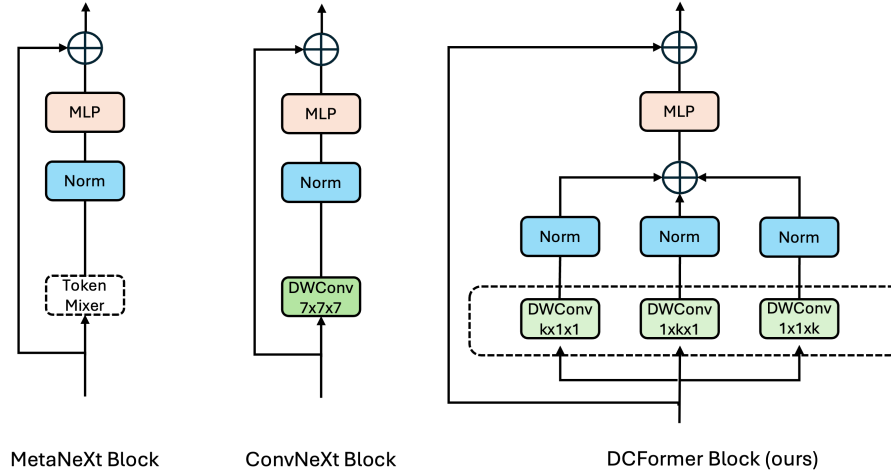 MLP
Norm
Token
Mixer
MetaNeXt Block
MLP
Norm
DWConv
7x7x7
ConvNeXt Block
MLP
Norm
Norm
Norm
DWConv
kx1x1
DWConv
1xkx1
DWConv
1x1xk
DCFormer Block (ours)